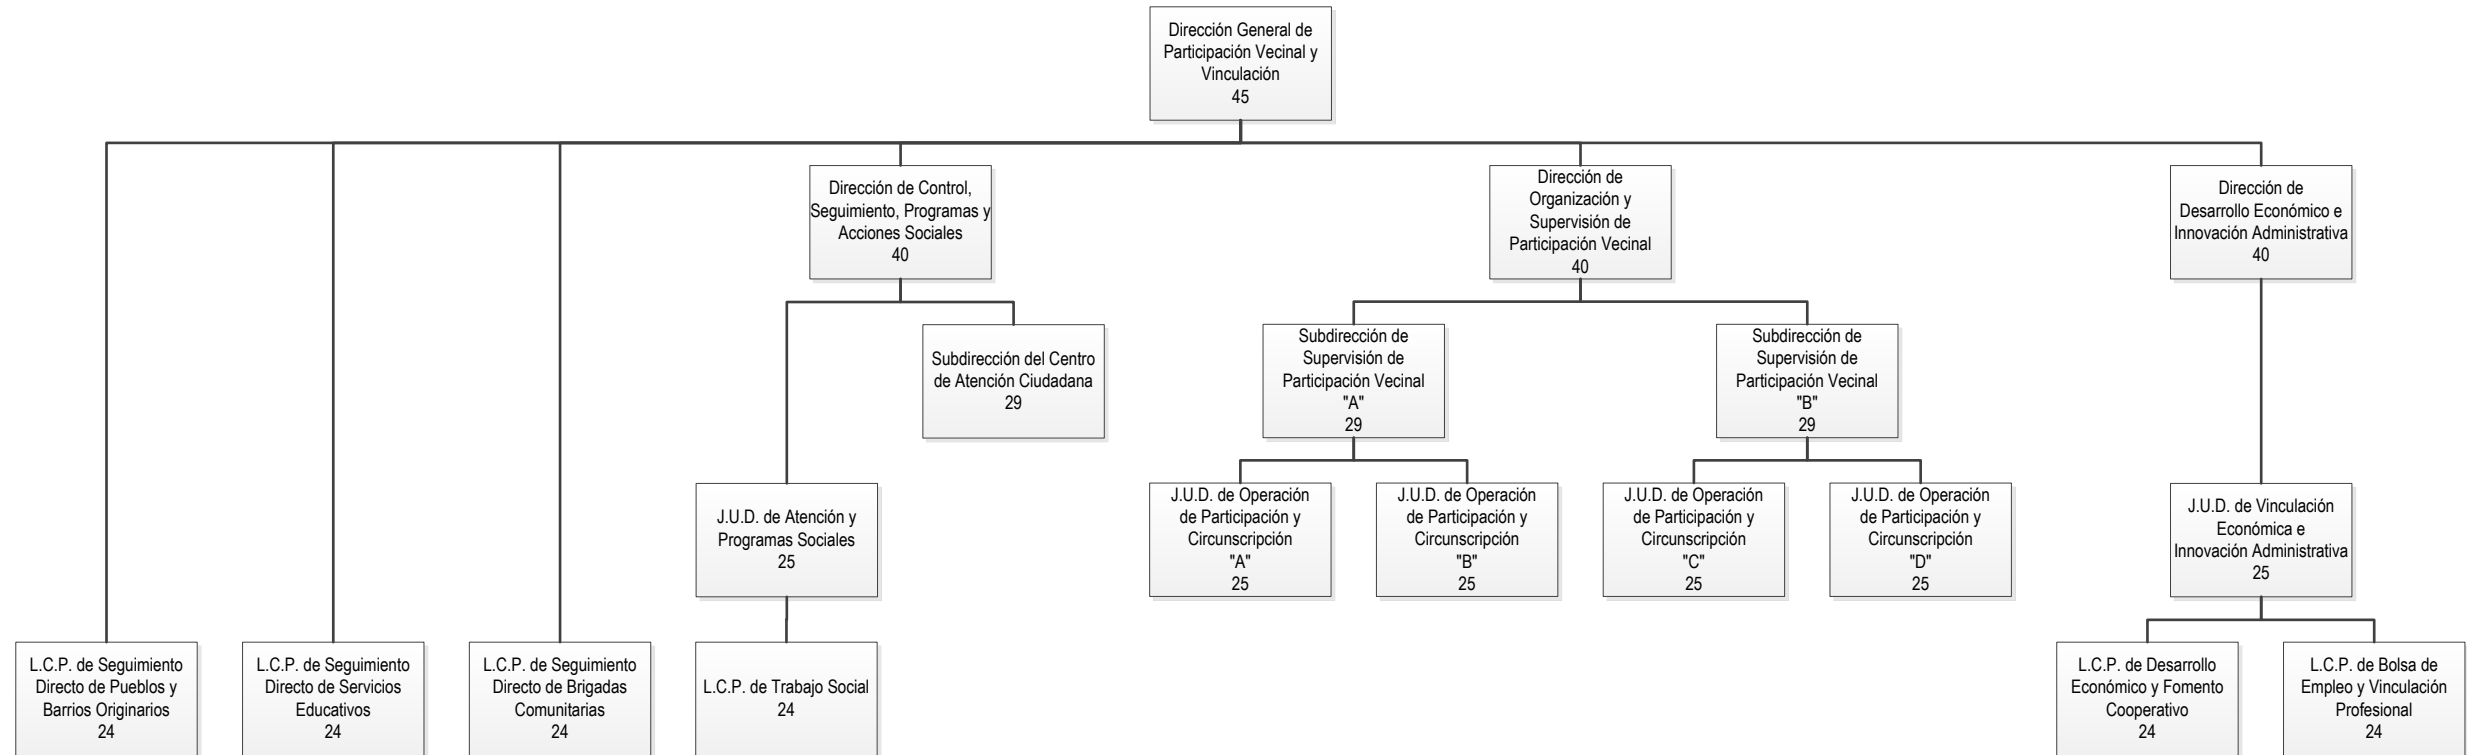 Dirección General de
Participación Vecinal y
Vinculación
45
Dirección de Control,
Seguimiento, Programas y
Acciones Sociales
40
Dirección de
Organización y
Supervisión de
Participación Vecinal
40
Dirección de
Desarrollo Económico e
Innovación Administrativa
40
Subdirección del Centro
de Atención Ciudadana
29
Subdirección de
Supervisión de
Participación Vecinal
"A"
29
Subdirección de
Supervisión de
Participación Vecinal
"B"
29
J.U.D. de Atención y
Programas Sociales
25
J.U.D. de Operación
de Participación y
Circunscripción
"A"
25
J.U.D. de Operación
de Participación y
Circunscripción
"B"
25
J.U.D. de Operación
de Participación y
Circunscripción
"C"
25
J.U.D. de Operación
de Participación y
Circunscripción
"D"
25
J.U.D. de Vinculación
Económica e
Innovación Administrativa
25
L.C.P. de Seguimiento
Directo de Pueblos y
Barrios Originarios
24
L.C.P. de Seguimiento
Directo de Servicios
Educativos
24
L.C.P. de Seguimiento
Directo de Brigadas
Comunitarias
24
L.C.P. de Trabajo Social
24
L.C.P. de Desarrollo
Económico y Fomento
Cooperativo
24
L.C.P. de Bolsa de
Empleo y Vinculación
Profesional
24